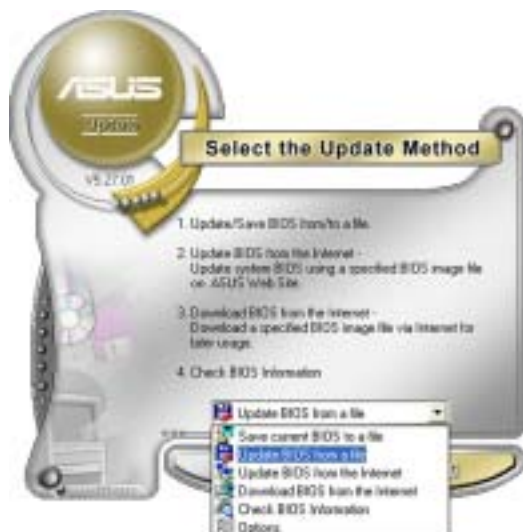 ASUS
Update
V5.27.01
Select the Update Method
1. Update/Save BIOS from/to a file.
2. Update BIOS from the Internet -
Update system BIOS using a specified BIOS image file
on ASUS Web Site.
3. Download BIOS from the Internet -
Download a specified BIOS image file via Internet for
later usage.
4. Check BIOS Information
Update BIOS from a file
Save current BIOS to a file
Update BIOS from a file
Update BIOS from the Internet
Download BIOS from the Internet
Check BIOS Information
Options